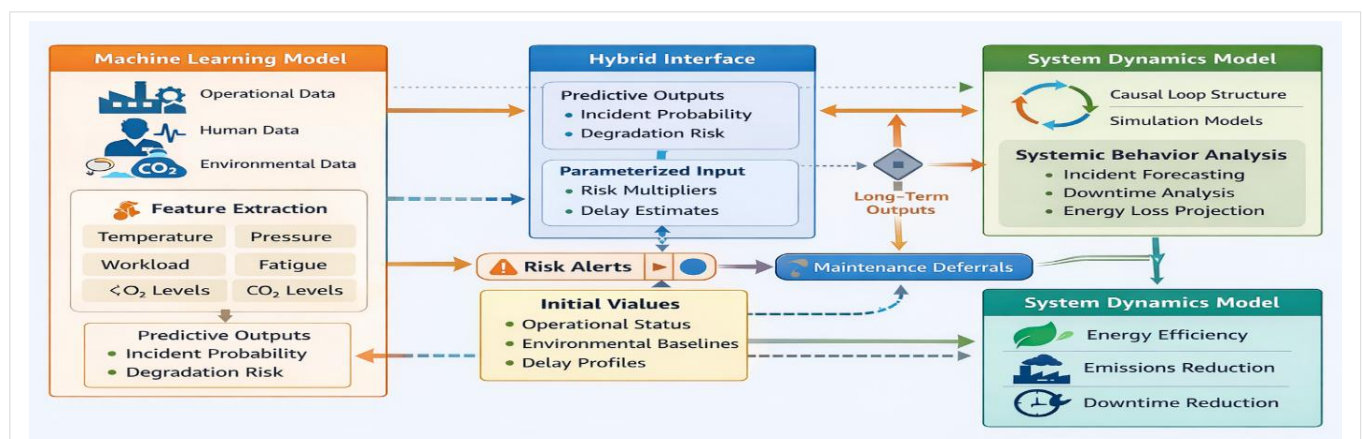 Machine Learning Model
Operational Data
Human Data
CO₂
Environmental Data
Feature Extraction
Temperature
Pressure
Workload
Fatigue
<O₂ Levels
CO₂ Levels
Predictive Outputs
• Incident Probability
• Degradation Risk
Hybrid Interface
Predictive Outputs
• Incident Probability
• Degradation Risk
Parameterized Input
• Risk Multipliers
• Delay Estimates
Risk Alerts
Initial Vialues
• Operational Status
• Environmental Baselines
• Delay Profiles
Long-Term
Outputs
Maintenance Deferrals
System Dynamics Model
Causal Loop Structure
Simulation Models
Systemic Behavior Analysis
• Incident Forecasting
• Downtime Analysis
• Energy Loss Projection
System Dynamics Model
Energy Efficiency
Emissions Reduction
Downtime Reduction